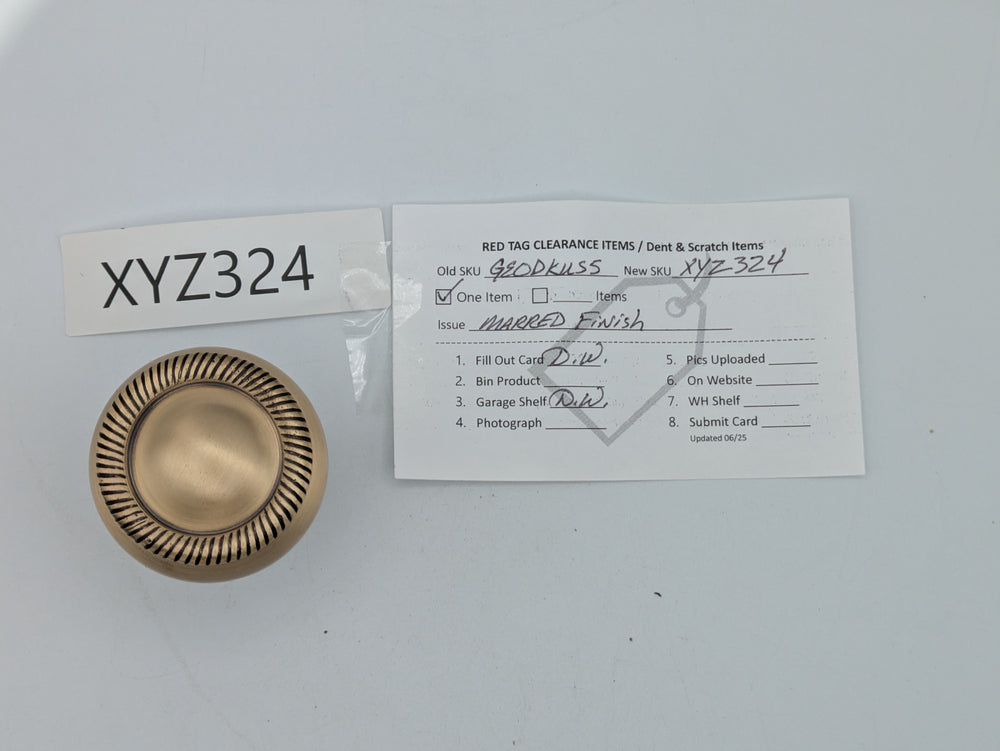 XYZ324
RED TAG CLEARANCE ITEMS / Dent & Scratch Items
Old SKU GEODKUS5 New SKU XYZ324
One Item Items
Issue MARRED Finish
1. Fill Out Card D.W.
2. Bin Product
3. Garage Shelf D.W.
4. Photograph
5. Pics Uploaded
6. On Website
7. WH Shelf
8. Submit Card
Updated 06/25